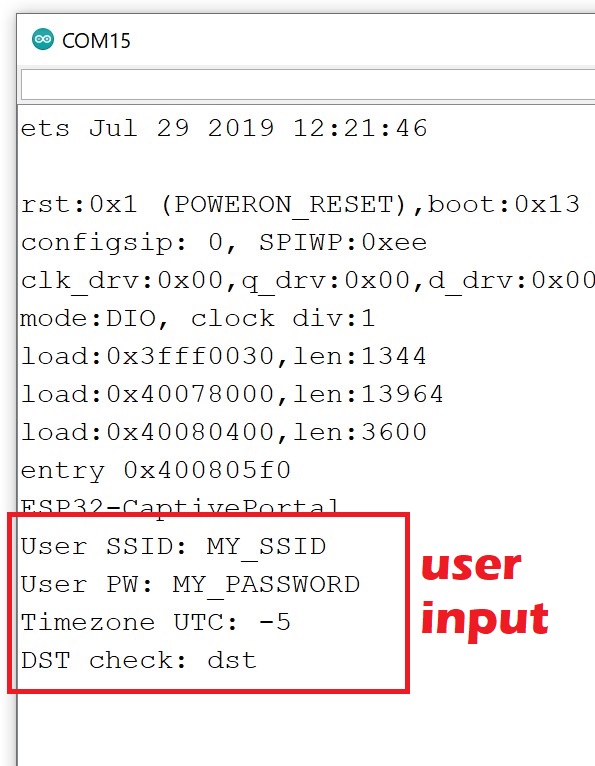 COM15
ets Jul 29 2019 12:21:46
rst:0x1 (POWERON_RESET),boot:0x13
configsip: 0, SPIWP:0xee
clk_drv:0x00,q_drv:0x00,d_drv:0x00
mode:DIO, clock div:1
load:0x3fff0030,len:1344
load:0x40078000,len:13964
load:0x40080400,len:3600
entry 0x400805f0
ESP32-CaptivePortal
User SSID: MY_SSID
User PW: MY_PASSWORD
Timezone UTC: -5
DST check: dst
user
input